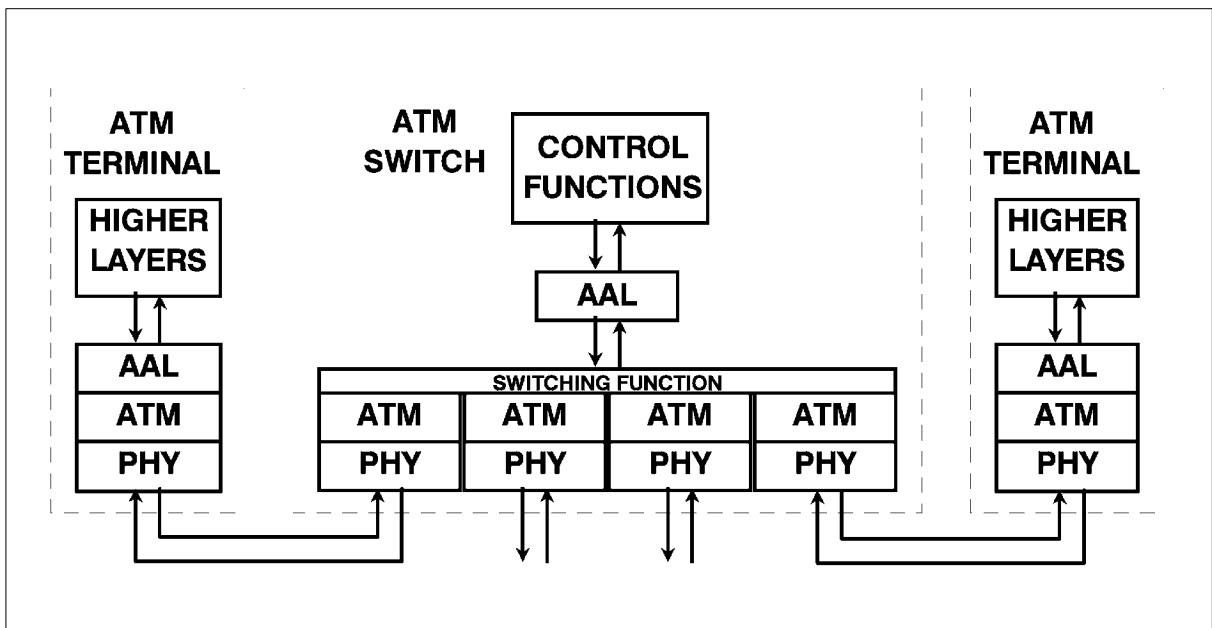 ATM
TERMINAL
HIGHER
LAYERS
AAL
ATM
PHY
ATM
SWITCH
CONTROL
FUNCTIONS
AAL
SWITCHING FUNCTION
ATM ATM ATM ATM
PHY PHY PHY PHY
ATM
TERMINAL
HIGHER
LAYERS
AAL
ATM
PHY